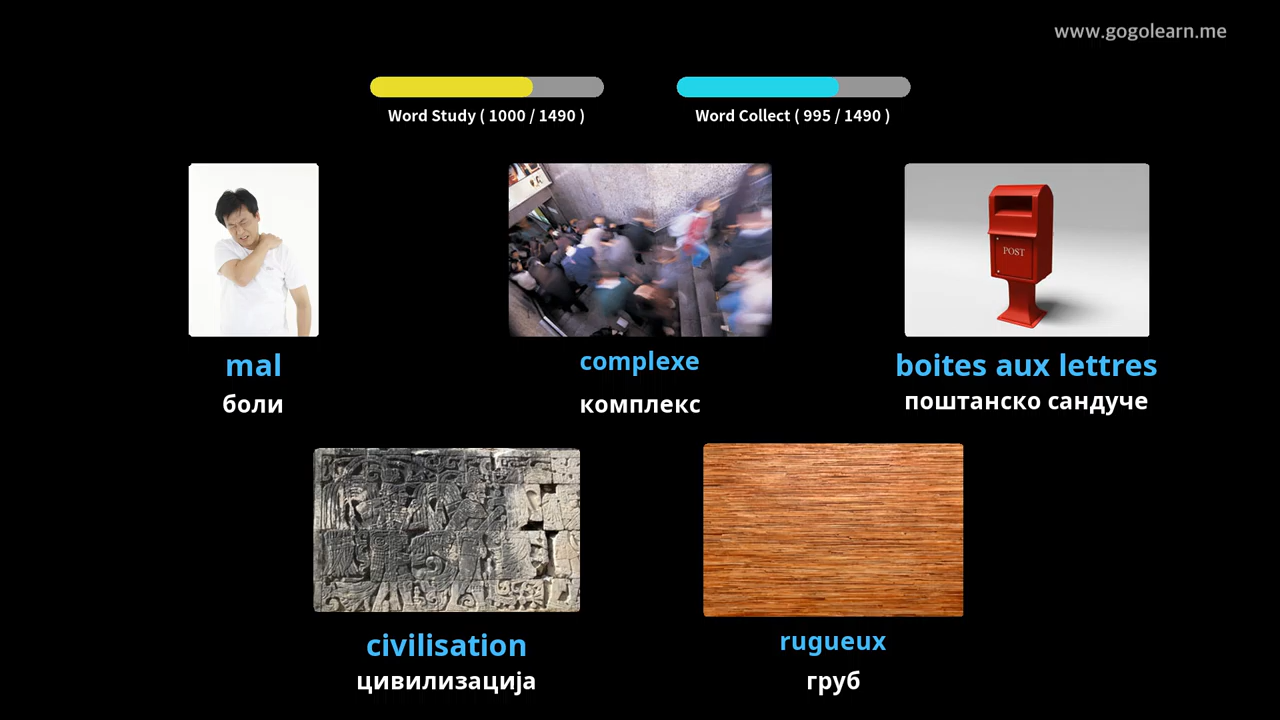 www.gogolearn.me
Word Study ( 1000 / 1490 )
Word Collect ( 995 / 1490 )
POST
mal
complexe
boites aux lettres
боли
комплекс
поштанско сандуче
civilisation
rugueux
цивилизација
груб